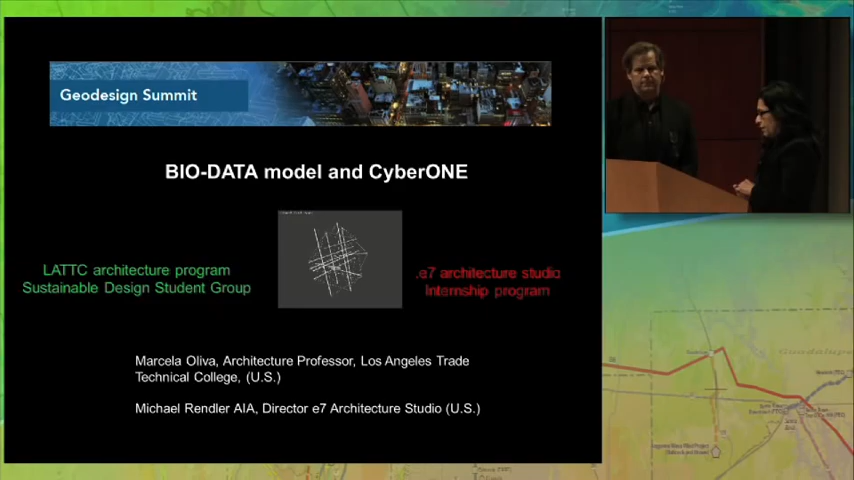 Geodesign Summit
BIO-DATA model and CyberONE
LATTC architecture program
Sustainable Design Student Group
.e7 architecture studio
Internship program
Marcela Oliva, Architecture Professor, Los Angeles Trade
Technical College, (U.S.)
Michael Rendler AIA, Director e7 Architecture Studio (U.S.)